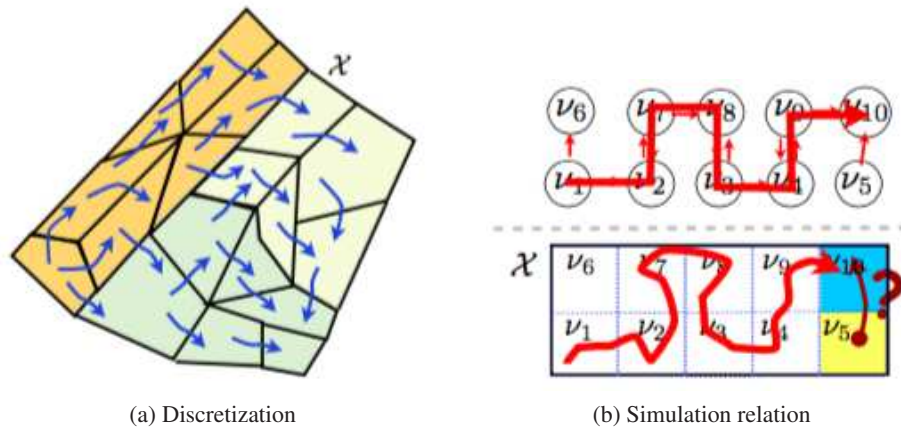 𝒳
ν₆ ν₇ ν₈ ν₉ ν₁₀
ν₁ ν₂ ν₃ ν₄ ν₅
𝒳 ν₆ ν₇ ν₈ ν₉ ν₁₀ ?
ν₁ ν₂ ν₃ ν₄ ν₅
(a) Discretization
(b) Simulation relation